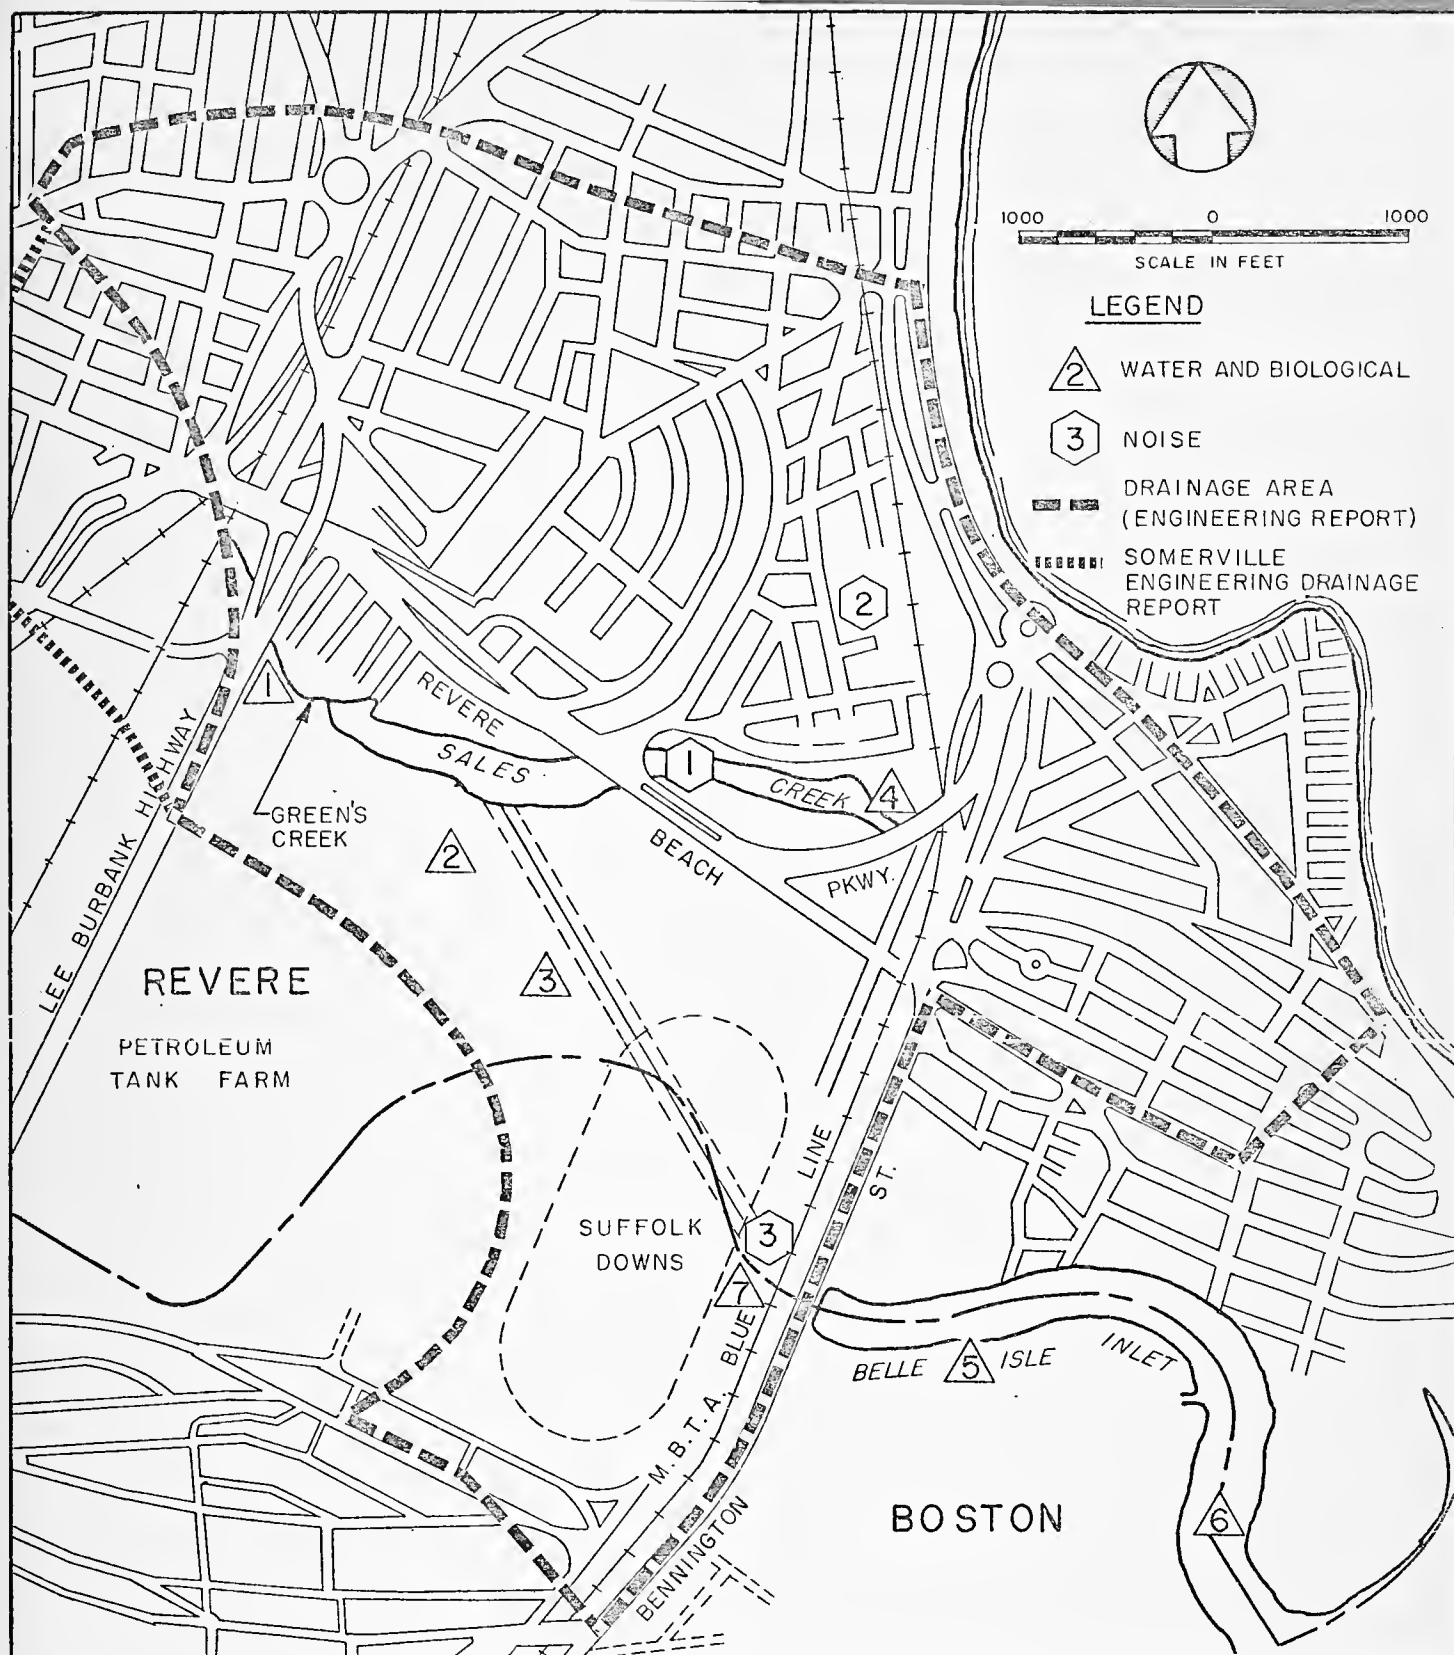 1000 0 1000
SCALE IN FEET
LEGEND
2 WATER AND BIOLOGICAL
3 NOISE
DRAINAGE AREA
(ENGINEERING REPORT)
SOMERVILLE
ENGINEERING DRAINAGE
REPORT
2
1
REVERE
SALES
1
CREEK
4
GREEN'S
CREEK
2
BEACH
PKWY.
LEE BURBANK HIHWAY
REVERE
3
PETROLEUM
TANK FARM
LINE
ST.
SUFFOLK
DOWNS
3
7
BELLE
5
ISLE
INLET
M.B.T.A. BLUE
BENNINGTON
BOSTON
6